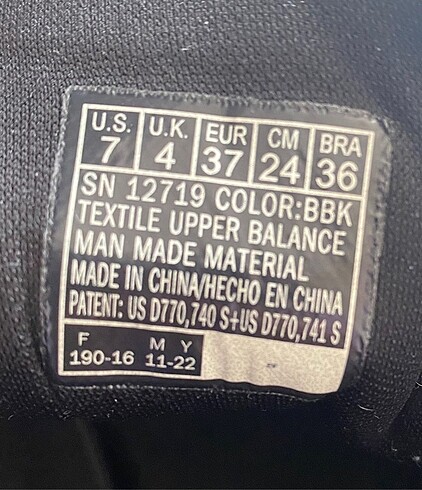 U.S. U.K. EUR CM BRA
7 4 37 24 36
SN 12719 COLOR:BBK
TEXTILE UPPER BALANCE
MAN MADE MATERIAL
MADE IN CHINA/HECHO EN CHINA
PATENT: US D770,740 S+US D770,741 S
F M Y
190-16 11-22